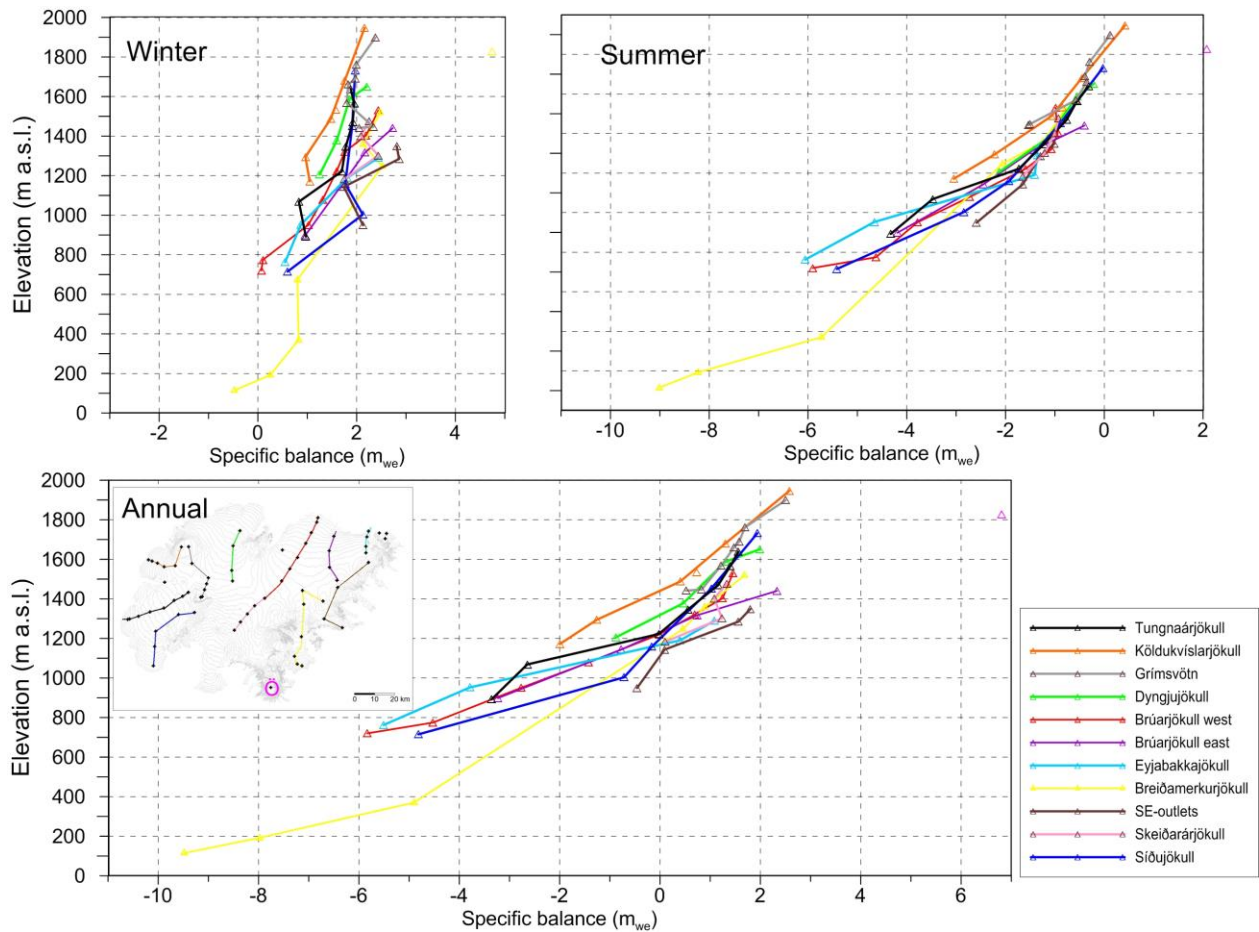 Winter
Elevation (m a.s.l.)
2000
1800
1600
1400
1200
1000
800
600
400
200
0
-2 0 2 4
Specific balance (mwe)
Summer
-10 -8 -6 -4 -2 0 2
Specific balance (mwe)
Annual
Elevation (m a.s.l.)
2000
1800
1600
1400
1200
1000
800
600
400
200
0
0 10 20 km
-10 -8 -6 -4 -2 0 2 4 6
Specific balance (mwe)
Tungnaárjökull
Köldukvíslarjökull
Grímsvötn
Dyngjujökull
Brúarjökull west
Brúarjökull east
Eyjabakkajökull
Breiðamerkurjökull
SE-outlets
Skeiðarárjökull
Síðujökull